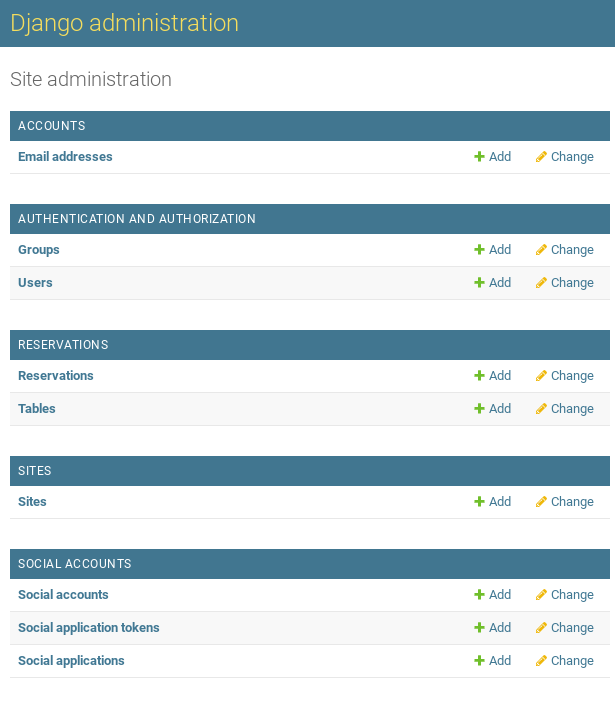 Django administration
Site administration
ACCOUNTS
Email addresses Add Change
AUTHENTICATION AND AUTHORIZATION
Groups Add Change
Users Add Change
RESERVATIONS
Reservations Add Change
Tables Add Change
SITES
Sites Add Change
SOCIAL ACCOUNTS
Social accounts Add Change
Social application tokens Add Change
Social applications Add Change